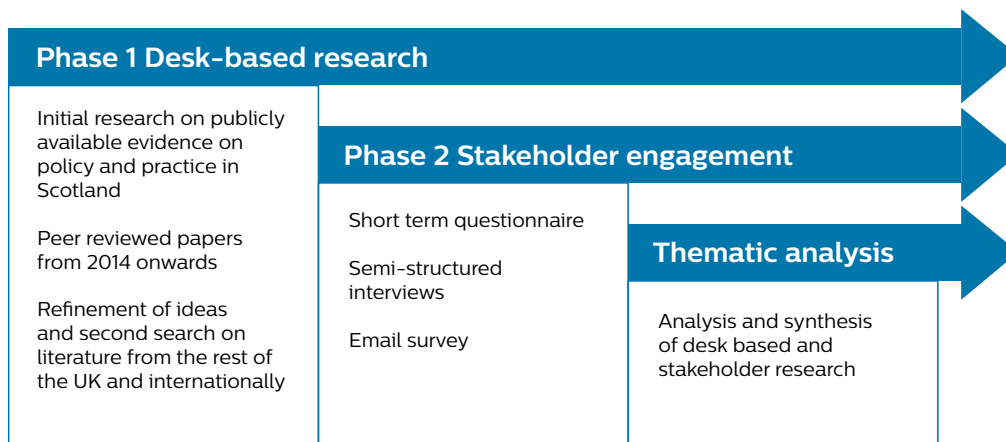 Phase 1 Desk-based research
Initial research on publicly
available evidence on
policy and practice in
Scotland
Peer reviewed papers
from 2014 onwards
Refinement of ideas
and second search on
literature from the rest of
the UK and internationally
Phase 2 Stakeholder engagement
Short term questionnaire
Semi-structured
interviews
Email survey
Thematic analysis
Analysis and synthesis
of desk based and
stakeholder research